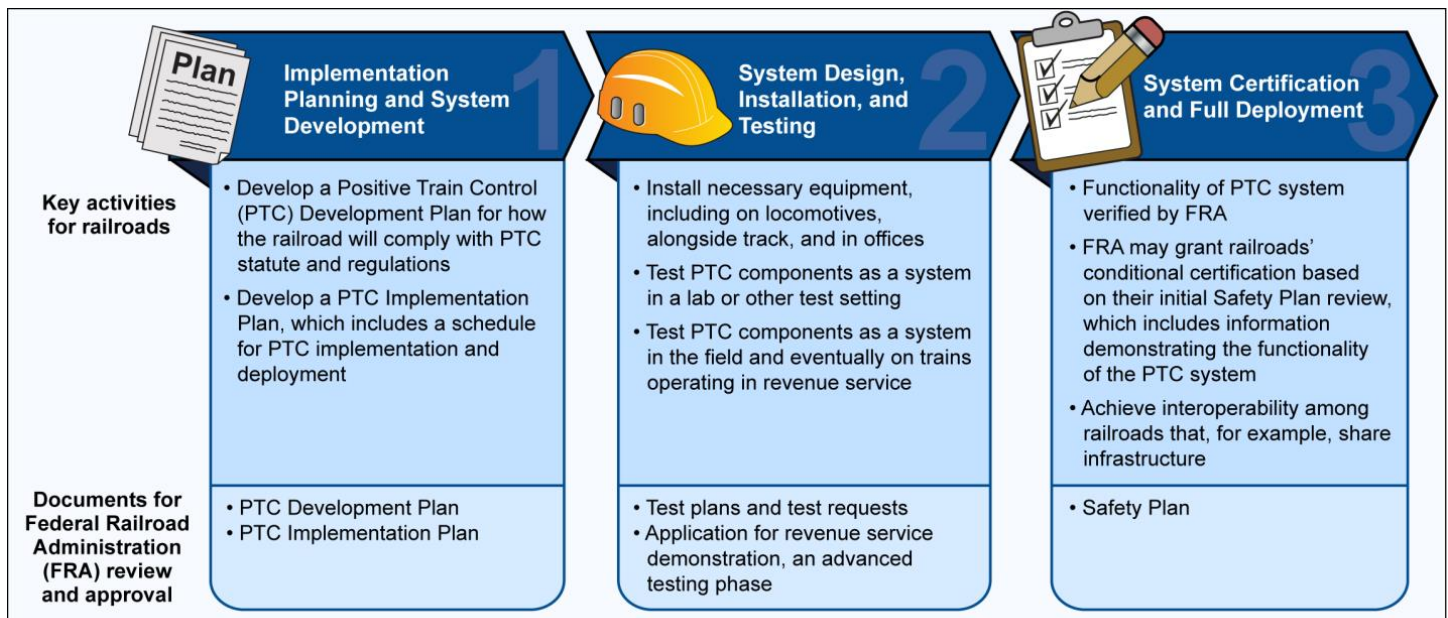 Plan
Implementation
Planning and System
Development
1
System Design,
Installation, and
Testing
2
System Certification
and Full Deployment
3
Key activities
for railroads
• Develop a Positive Train Control
(PTC) Development Plan for how
the railroad will comply with PTC
statute and regulations
• Develop a PTC Implementation
Plan, which includes a schedule
for PTC implementation and
deployment
• Install necessary equipment,
including on locomotives,
alongside track, and in offices
• Test PTC components as a system
in a lab or other test setting
• Test PTC components as a system
in the field and eventually on trains
operating in revenue service
• Functionality of PTC system
verified by FRA
• FRA may grant railroads’
conditional certification based
on their initial Safety Plan review,
which includes information
demonstrating the functionality
of the PTC system
• Achieve interoperability among
railroads that, for example, share
infrastructure
Documents for
Federal Railroad
Administration
(FRA) review
and approval
• PTC Development Plan
• PTC Implementation Plan
• Test plans and test requests
• Application for revenue service
demonstration, an advanced
testing phase
• Safety Plan